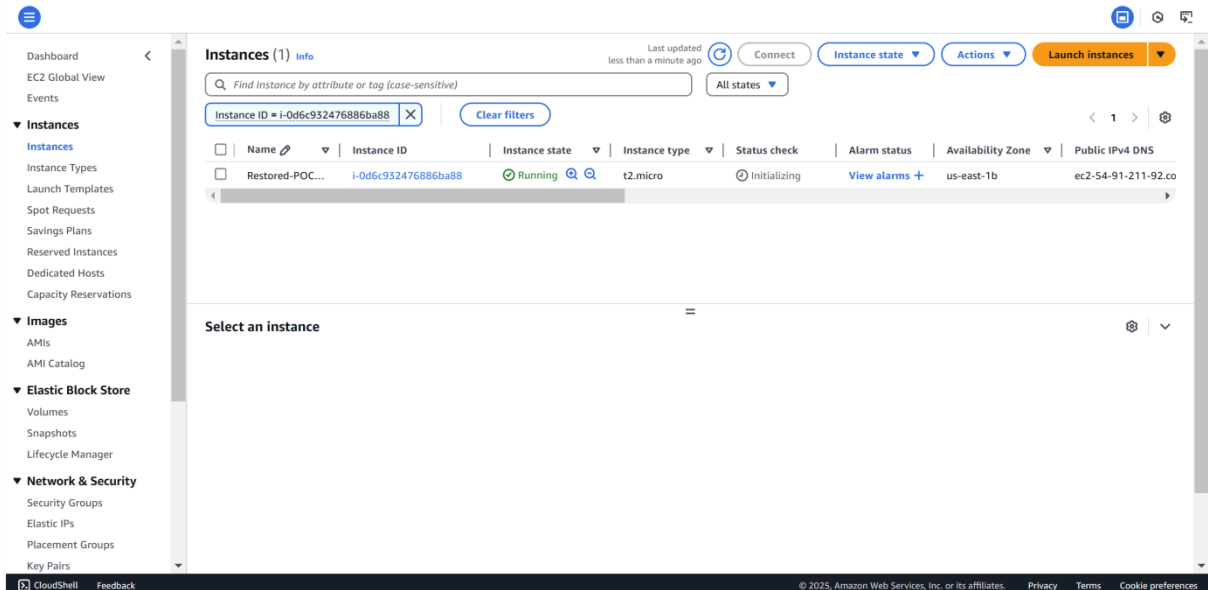 Dashboard
EC2 Global View
Events
Instances
Instances
Instance Types
Launch Templates
Spot Requests
Savings Plans
Reserved Instances
Dedicated Hosts
Capacity Reservations
Images
AMIs
AMI Catalog
Elastic Block Store
Volumes
Snapshots
Lifecycle Manager
Network & Security
Security Groups
Elastic IPs
Placement Groups
Key Pairs
Instances (1) Info
Last updated
less than a minute ago
Connect
Instance state
Actions
Launch instances
Find Instance by attribute or tag (case-sensitive)
All states
Instance ID = i-0d6c932476886ba88
Clear filters
1
Name Instance ID Instance state Instance type Status check Alarm status Availability Zone Public IPv4 DNS
Restored-POC... i-0d6c932476886ba88 Running t2.micro Initializing View alarms + us-east-1b ec2-54-91-211-92.co
Select an instance
CloudShell Feedback © 2025, Amazon Web Services, Inc. or its affiliates. Privacy Terms Cookie preferences